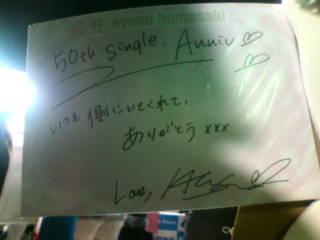 ayumi hamasaki
50th single. Anniv ♡
♡
いつも側にいてくれて、
ありがとう xxx